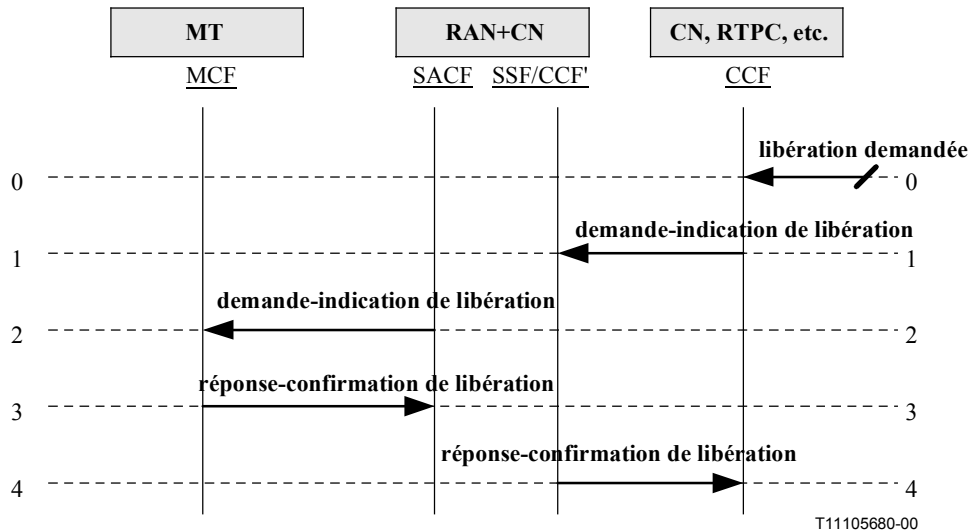 MT RAN+CN CN, RTPC, etc.
MCF SACF SSF/CCF' CCF
libération demandée
0 0
demande-indication de libération
1 1
demande-indication de libération
2 2
réponse-confirmation de libération
3 3
réponse-confirmation de libération
4 4
T11105680-00